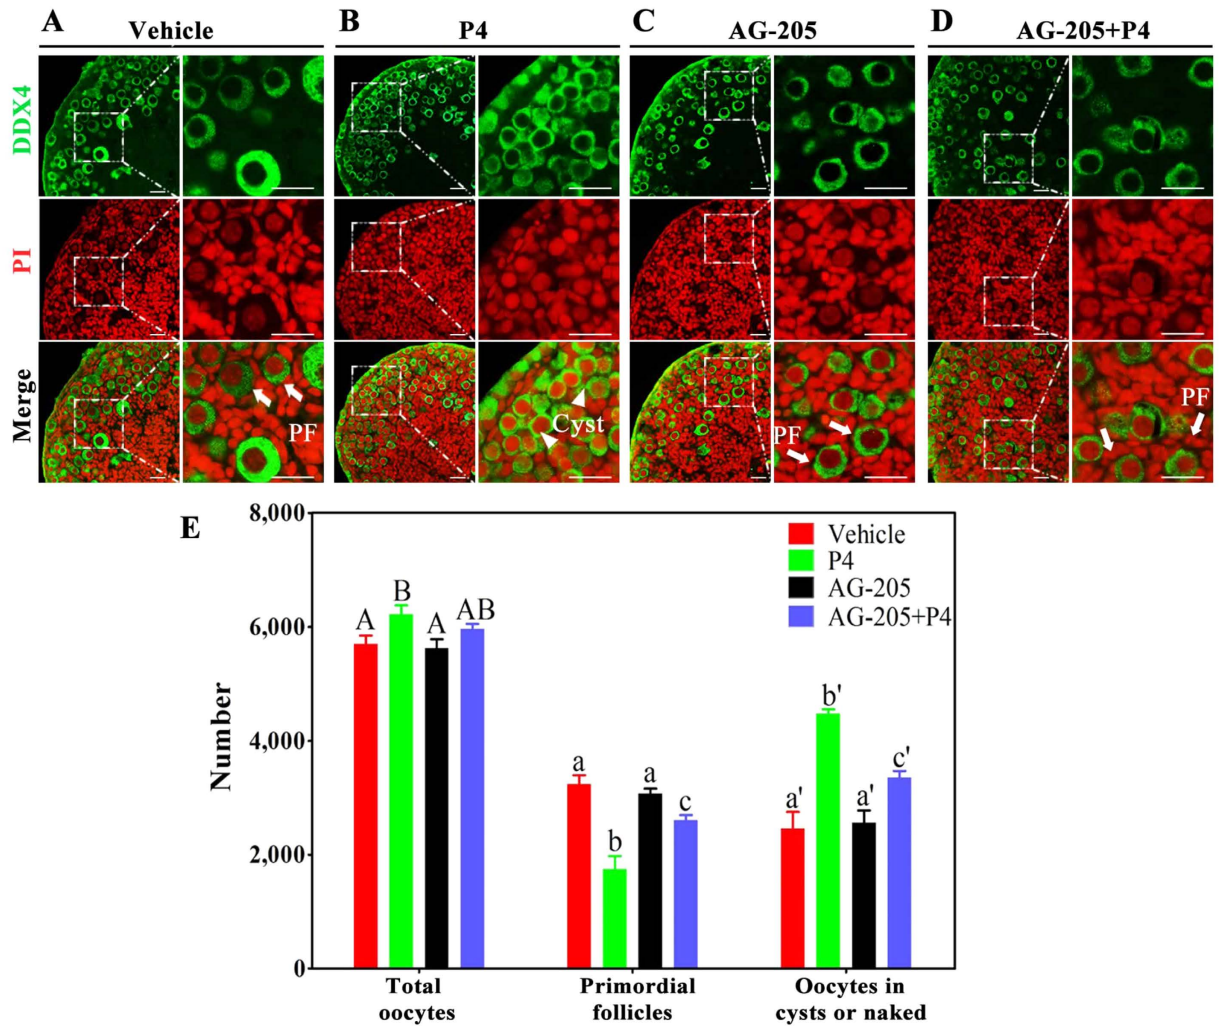 A Vehicle
B P4
C AG-205
D AG-205+P4
DDX4
PI
Merge
PF
Cyst
PF
PF
E
8,000
6,000
4,000
2,000
0
Number
Vehicle
P4
AG-205
AG-205+P4
A B A AB
a b a c
a' b' a' c'
Total
oocytes
Primordial
follicles
Oocytes in
cysts or naked